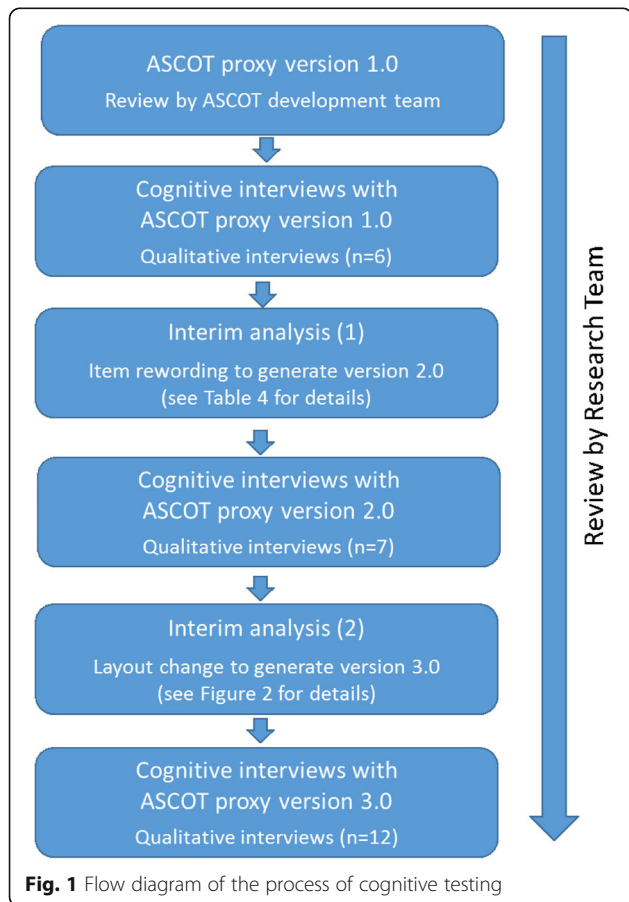 ASCOT proxy version 1.0
Review by ASCOT development team
Cognitive interviews with
ASCOT proxy version 1.0
Qualitative interviews (n=6)
Interim analysis (1)
Item rewording to generate version 2.0
(see Table 4 for details)
Cognitive interviews with
ASCOT proxy version 2.0
Qualitative interviews (n=7)
Interim analysis (2)
Layout change to generate version 3.0
(see Figure 2 for details)
Cognitive interviews with
ASCOT proxy version 3.0
Qualitative interviews (n=12)
Review by Research Team
Fig. 1 Flow diagram of the process of cognitive testing